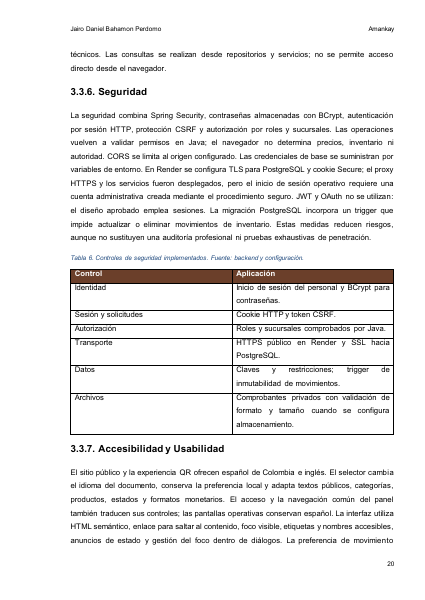 Jairo Daniel Bahamon Perdomo Amankay
técnicos. Las consultas se realizan desde repositorios y servicios; no se permite acceso
directo desde el navegador.
3.3.6. Seguridad
La seguridad combina Spring Security, contraseñas almacenadas con BCrypt, autenticación
por sesión HTTP, protección CSRF y autorización por roles y sucursales. Las operaciones
vuelven a validar permisos en Java; el navegador no determina precios, inventario ni
autoridad. CORS se limita al origen configurado. Las credenciales de base se suministran por
variables de entorno. En Render se configura TLS para PostgreSQL y cookie Secure; el proxy
HTTPS y los servicios fueron desplegados, pero el inicio de sesión operativo requiere una
cuenta administrativa creada mediante el procedimiento seguro. JWT y OAuth no se utilizan:
el diseño aprobado emplea sesiones. La migración PostgreSQL incorpora un trigger que
impide actualizar o eliminar movimientos de inventario. Estas medidas reducen riesgos,
aunque no sustituyen una auditoría profesional ni pruebas exhaustivas de penetración.
Tabla 6. Controles de seguridad implementados. Fuente: backend y configuración.
Control Aplicación
Identidad Inicio de sesión del personal y BCrypt para
contraseñas.
Sesión y solicitudes Cookie HTTP y token CSRF.
Autorización Roles y sucursales comprobados por Java.
Transporte HTTPS público en Render y SSL hacia
PostgreSQL.
Datos Claves y restricciones; trigger de
inmutabilidad de movimientos.
Archivos Comprobantes privados con validación de
formato y tamaño cuando se configura
almacenamiento.
3.3.7. Accesibilidad y Usabilidad
El sitio público y la experiencia QR ofrecen español de Colombia e inglés. El selector cambia
el idioma del documento, conserva la preferencia local y adapta textos públicos, categorías,
productos, estados y formatos monetarios. El acceso y la navegación común del panel
también traducen sus controles; las pantallas operativas conservan español. La interfaz utiliza
HTML semántico, enlace para saltar al contenido, foco visible, etiquetas y nombres accesibles,
anuncios de estado y gestión del foco dentro de diálogos. La preferencia de movimiento
20